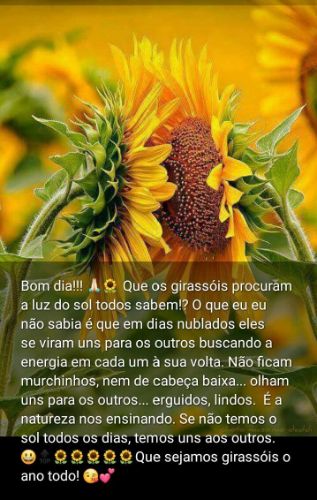 Bom dia!!! 🙏🏻🌻 Que os girassóis procuram
a luz do sol todos sabem!? O que eu eu
não sabia é que em dias nublados eles
se viram uns para os outros buscando a
energia em cada um à sua volta. Não ficam
murchinhos, nem de cabeça baixa... olham
uns para os outros... erguidos, lindos.  É a
natureza nos ensinando. Se não temos o
sol todos os dias, temos uns aos outros.
😃🔝🌻🌻🌻🌻🌻Que sejamos girassóis o
ano todo! 😘💕